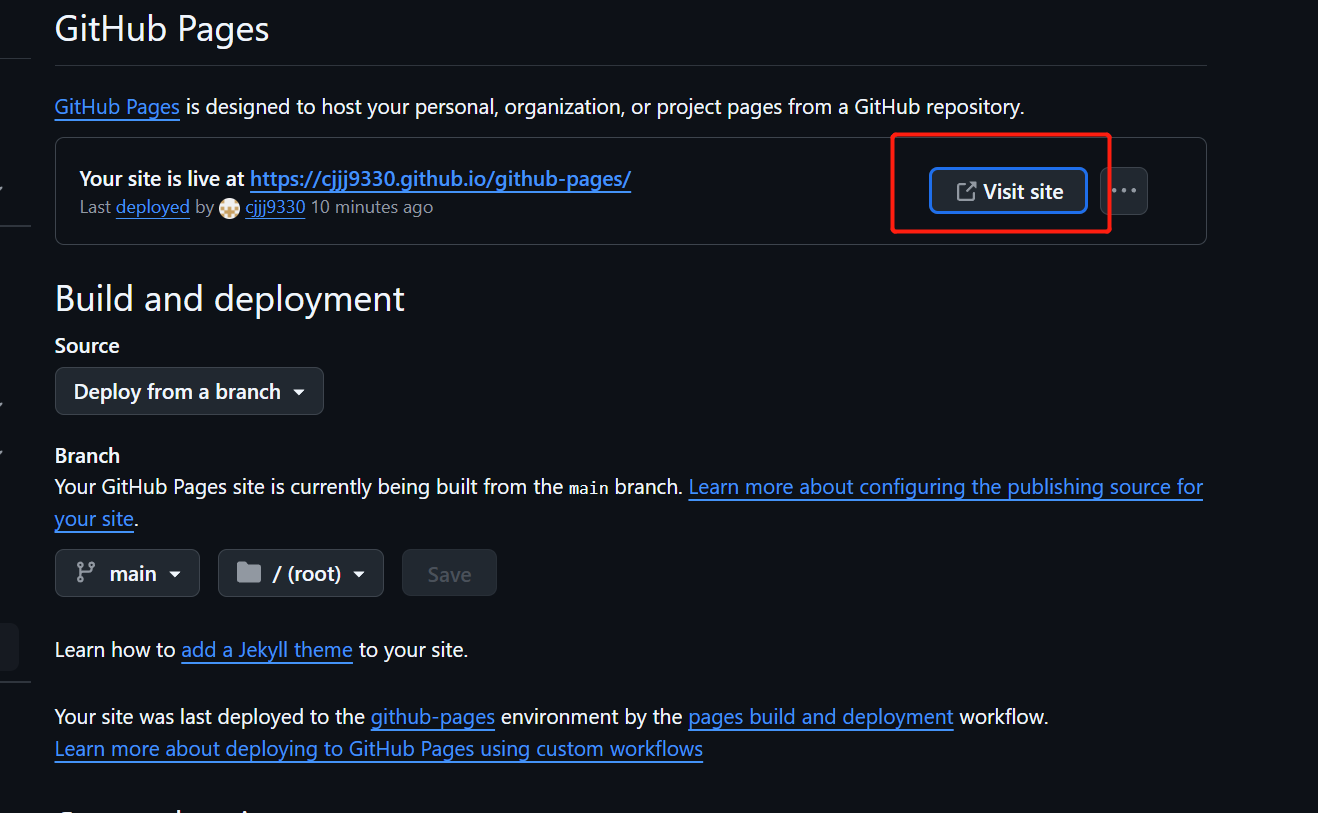 GitHub Pages
GitHub Pages is designed to host your personal, organization, or project pages from a GitHub repository.
Your site is live at https://cjjj9330.github.io/github-pages/
Last deployed by cjjj9330 10 minutes ago
Visit site
Build and deployment
Source
Deploy from a branch
Branch
Your GitHub Pages site is currently being built from the main branch. Learn more about configuring the publishing source for
your site.
main / (root) Save
Learn how to add a Jekyll theme to your site.
Your site was last deployed to the github-pages environment by the pages build and deployment workflow.
Learn more about deploying to GitHub Pages using custom workflows